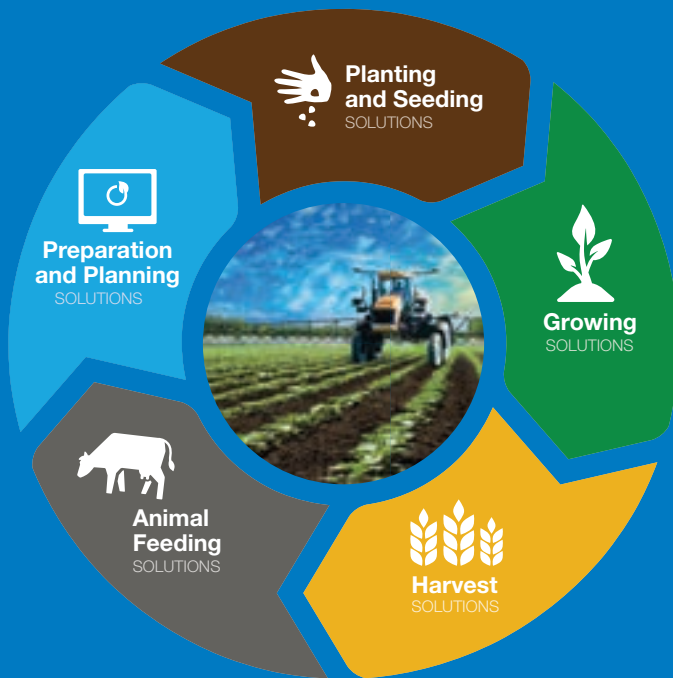 Planting
and Seeding
SOLUTIONS
Preparation
and Planning
SOLUTIONS
Growing
SOLUTIONS
Animal
Feeding
SOLUTIONS
Harvest
SOLUTIONS